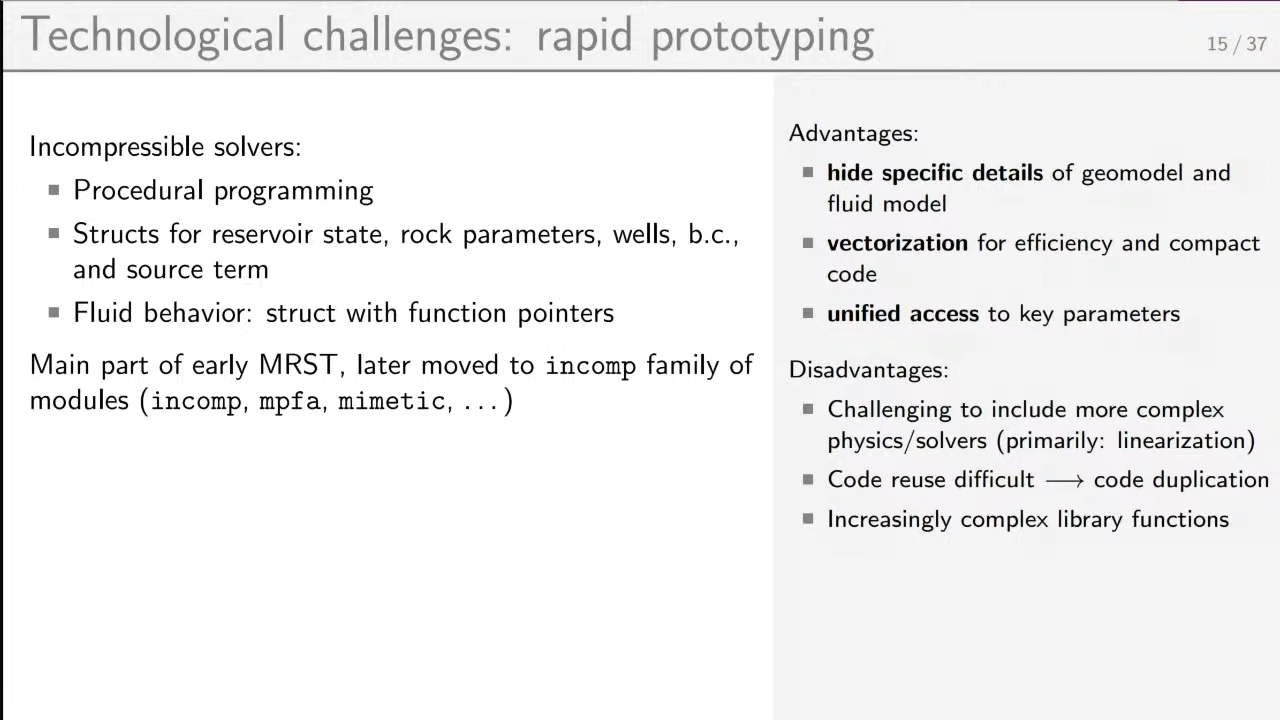 Technological challenges: rapid prototyping
15 / 37
Incompressible solvers:
Procedural programming
Structs for reservoir state, rock parameters, wells, b.c.,
and source term
Fluid behavior: struct with function pointers
Main part of early MRST, later moved to incomp family of
modules (incomp, mpfa, mimetic, ...)
Advantages:
hide specific details of geomodel and
fluid model
vectorization for efficiency and compact
code
unified access to key parameters
Disadvantages:
Challenging to include more complex
physics/solvers (primarily: linearization)
Code reuse difficult ⟶ code duplication
Increasingly complex library functions